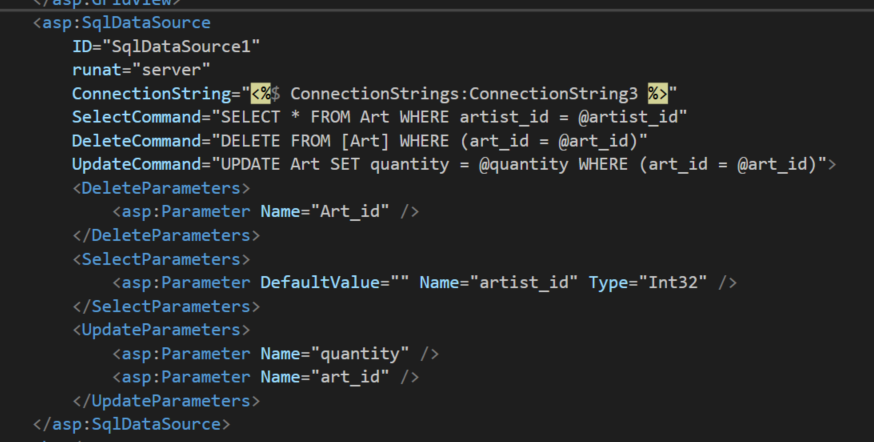 </asp:GridView>
<asp:SqlDataSource
ID="SqlDataSource1"
runat="server"
ConnectionString="<%$ ConnectionStrings:ConnectionString3 %>"
SelectCommand="SELECT * FROM Art WHERE artist_id = @artist_id"
DeleteCommand="DELETE FROM [Art] WHERE (art_id = @art_id)"
UpdateCommand="UPDATE Art SET quantity = @quantity WHERE (art_id = @art_id)">
<DeleteParameters>
<asp:Parameter Name="Art_id" />
</DeleteParameters>
<SelectParameters>
<asp:Parameter DefaultValue="" Name="artist_id" Type="Int32" />
</SelectParameters>
<UpdateParameters>
<asp:Parameter Name="quantity" />
<asp:Parameter Name="art_id" />
</UpdateParameters>
</asp:SqlDataSource>